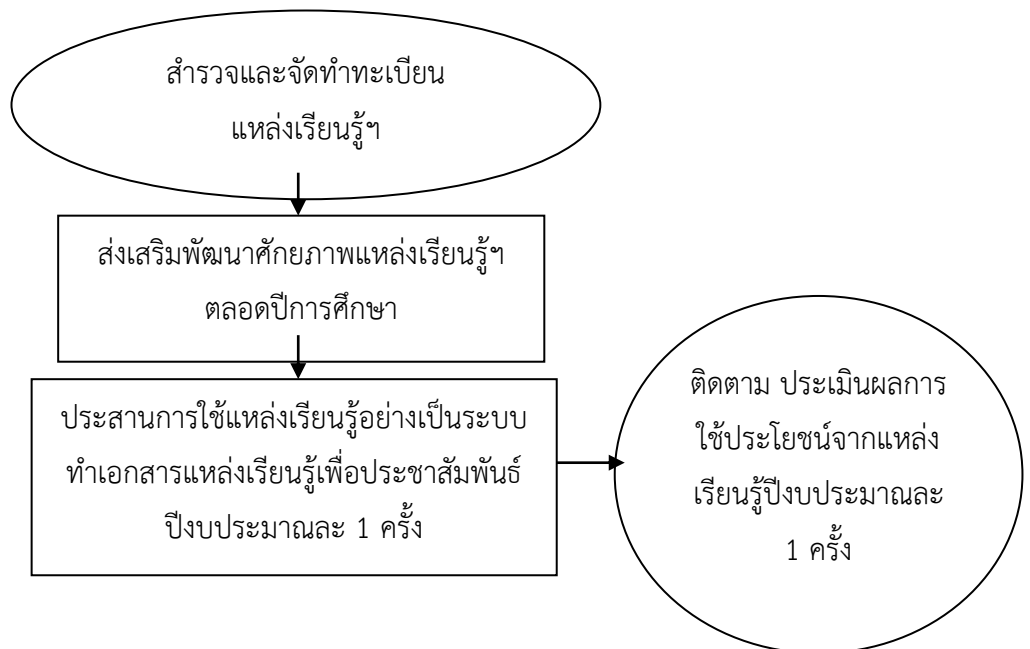 สำรวจและจัดทำทะเบียน
แหล่งเรียนรู้ฯ
ส่งเสริมพัฒนาศักยภาพแหล่งเรียนรู้ฯ
ตลอดปีการศึกษา
ประสานการใช้แหล่งเรียนรู้อย่างเป็นระบบ
ทำเอกสารแหล่งเรียนรู้เพื่อประชาสัมพันธ์
ปีงบประมาณละ 1 ครั้ง
ติดตาม ประเมินผลการ
ใช้ประโยชน์จากแหล่ง
เรียนรู้ปีงบประมาณละ
1 ครั้ง